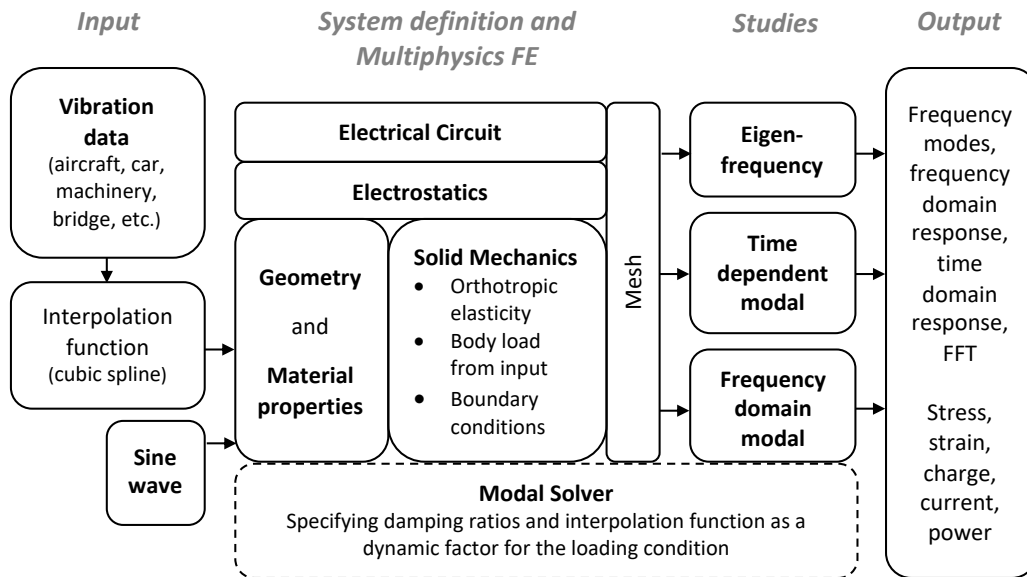 Input
System definition and
Multiphysics FE
Studies
Output
Vibration
data
(aircraft, car,
machinery,
bridge, etc.)
Interpolation
function
(cubic spline)
Sine
wave
Electrical Circuit
Electrostatics
Geometry
and
Material
properties
Solid Mechanics
• Orthotropic
elasticity
• Body load
from input
• Boundary
conditions
Mesh
Modal Solver
Specifying damping ratios and interpolation function as a
dynamic factor for the loading condition
Eigen-
frequency
Time
dependent
modal
Frequency
domain
modal
Frequency
modes,
frequency
domain
response,
time
domain
response,
FFT
Stress,
strain,
charge,
current,
power